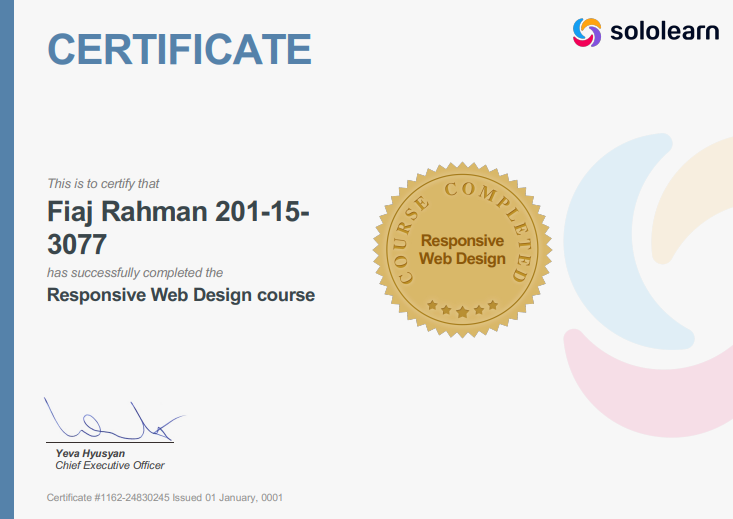 CERTIFICATE
sololearn
This is to certify that
Fiaj Rahman 201-15-
3077
has successfully completed the
Responsive Web Design course
COURSE COMPLETED
Responsive
Web Design
Yeva Hyusyan
Chief Executive Officer
Certificate #1162-24830245 Issued 01 January, 0001